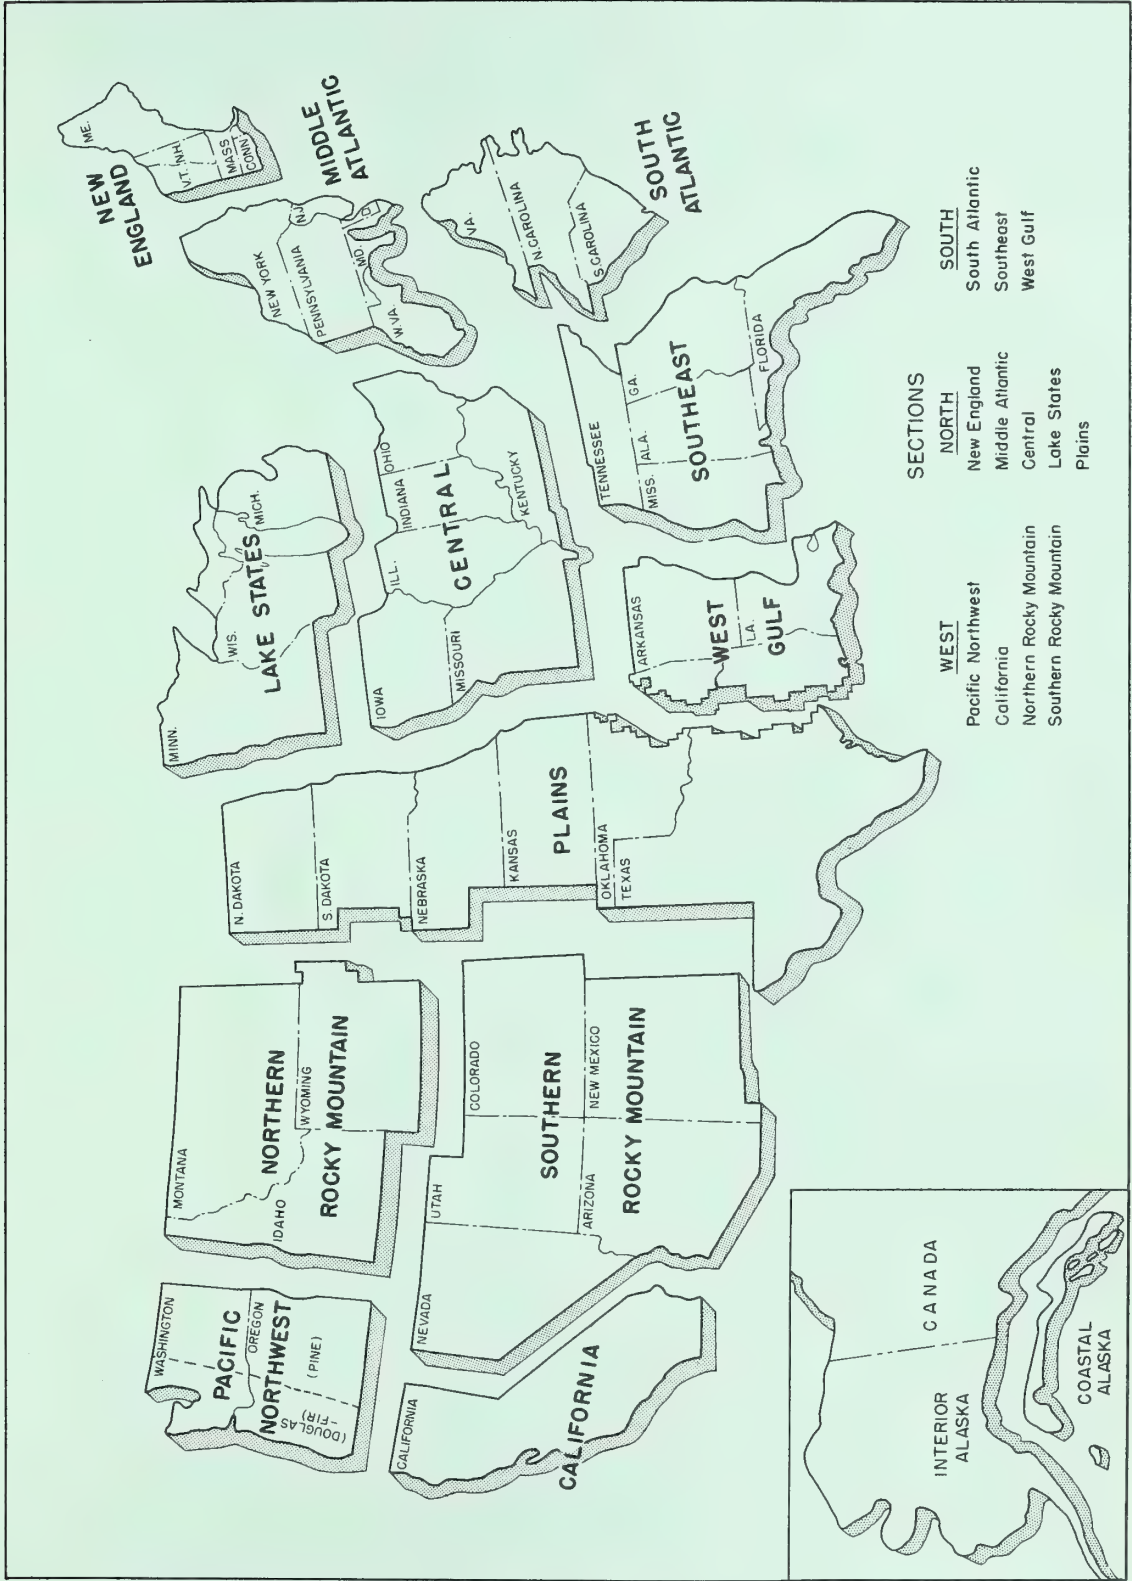 WASHINGTON
PACIFIC
OREGON
NORTHWEST
(PINE)
(DOUGLAS
-FIR)
MONTANA
NORTHERN
IDAHO
WYOMING
ROCKY MOUNTAIN
CALIFORNIA
CALIFORNIA
NEVADA
UTAH
COLORADO
SOUTHERN
ARIZONA
NEW MEXICO
ROCKY MOUNTAIN
N. DAKOTA
S. DAKOTA
NEBRASKA
KANSAS
PLAINS
OKLAHOMA
TEXAS
MINN.
WIS.
MICH.
LAKE STATES
IOWA
ILL.
INDIANA
OHIO
CENTRAL
MISSOURI
KENTUCKY
ARKANSAS
WEST
LA.
GULF
TENNESSEE
MISS.
ALA.
GA.
SOUTHEAST
FLORIDA
NEW
ENGLAND
ME.
V.T.
N.H.
MASS
CONN.
MIDDLE
ATLANTIC
NEW YORK
N.J.
PENNSYLVANIA
MD.
D.
W.VA.
VA.
N.CAROLINA
S.CAROLINA
SOUTH
ATLANTIC
INTERIOR
ALASKA
CANADA
COASTAL
ALASKA
SECTIONS
WEST
Pacific Northwest
California
Northern Rocky Mountain
Southern Rocky Mountain
NORTH
New England
Middle Atlantic
Central
Lake States
Plains
SOUTH
South Atlantic
Southeast
West Gulf